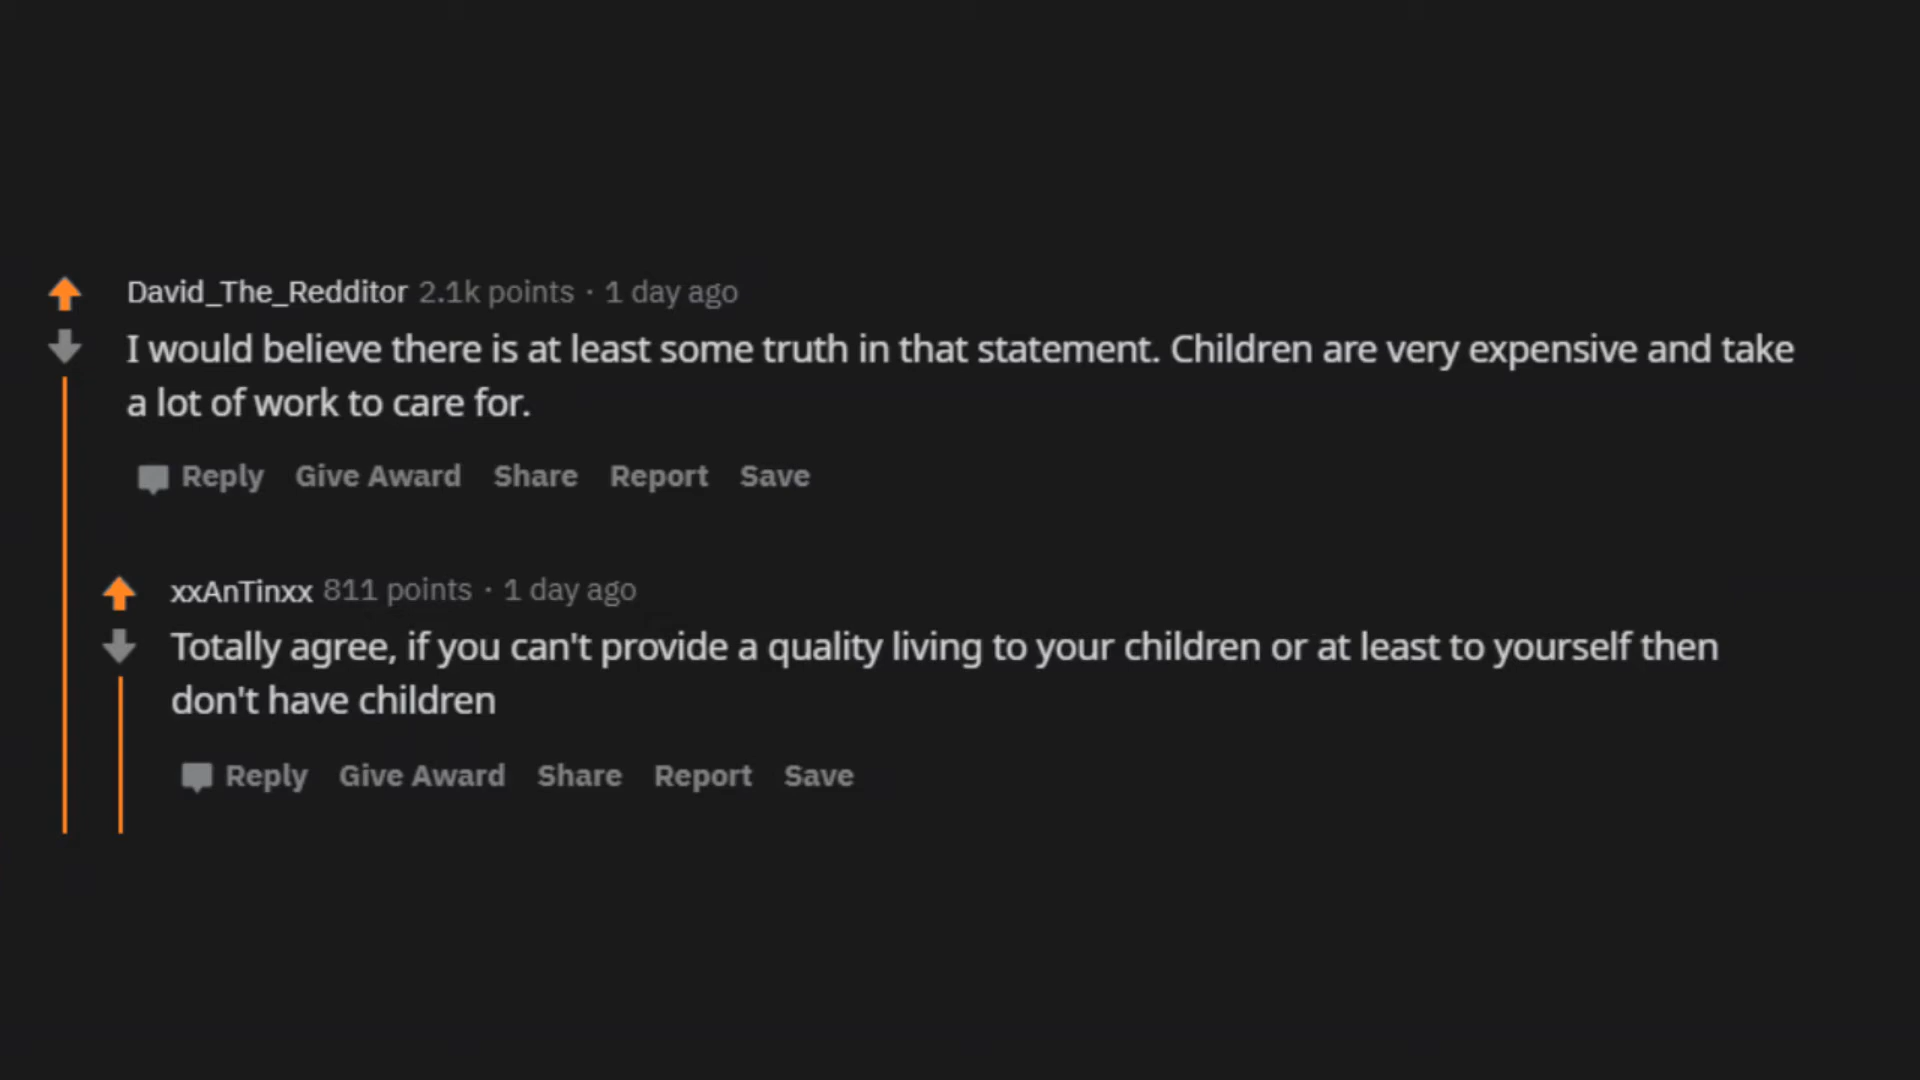 David_The_Redditor 2.1k points · 1 day ago
I would believe there is at least some truth in that statement. Children are very expensive and take
a lot of work to care for.
Reply Give Award Share Report Save
xxAnTinxx 811 points · 1 day ago
Totally agree, if you can't provide a quality living to your children or at least to yourself then
don't have children
Reply Give Award Share Report Save